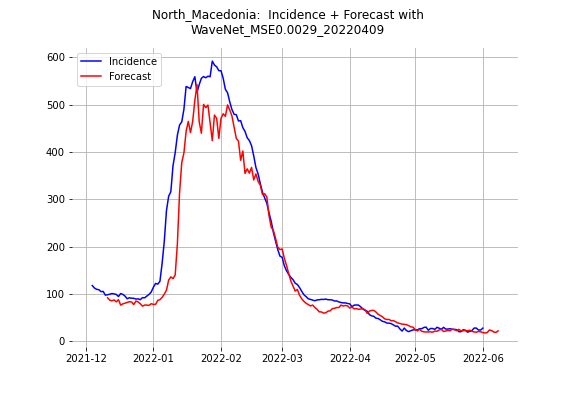 North_Macedonia:  Incidence + Forecast with
WaveNet_MSE0.0029_20220409
Incidence
Forecast
600
500
400
300
200
100
0
2021-12 2022-01 2022-02 2022-03 2022-04 2022-05 2022-06